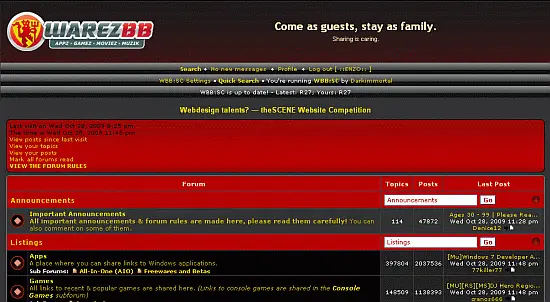 WAREZBB
APPZ • GAMEZ • MOVIEZ • MUZIK
Come as guests, stay as family.
Sharing is caring.
Search • No new messages • Profile • Log out [ ::ENZO:: ]
WBB:SC Settings • Quick Search • You're running WBB:SC by Darkimmortal
WBB:SC is up to date! - Latest: R27; Yours: R27
Webdesign talents? — theSCENE Website Competition
Last visit on Wed Oct 28, 2009 8:25 pm
The time is Wed Oct 28, 2009 11:48 pm
View posts since last visit
View your topics
View your posts
Mark all forums read
VIEW THE FORUM RULES
Forum Topics Posts Last Post
Announcements Announcements Go
Important Announcements
All important announcements & forum rules are made here, please read them carefully! You can also comment on some of them.
114 47872
Ages 30 - 99 | Please Rea...
Wed Oct 28, 2009 11:28 pm
Denice12
Listings Listings Go
Apps
A place where you can share links to Windows applications.
Sub Forums: All-In-One (AIO) Freewares and Betas
397804 2037536
[Mu]Windows 7 Developer A...
Wed Oct 28, 2009 11:48 pm
77killer77
Games
All links to recent & popular games are shared here. (Links to console games are shared in the Console Games subforum)
148509 1138393
[MU][RS][MS]DJ Hero Regio...
Wed Oct 28, 2009 11:48 pm
cranos666